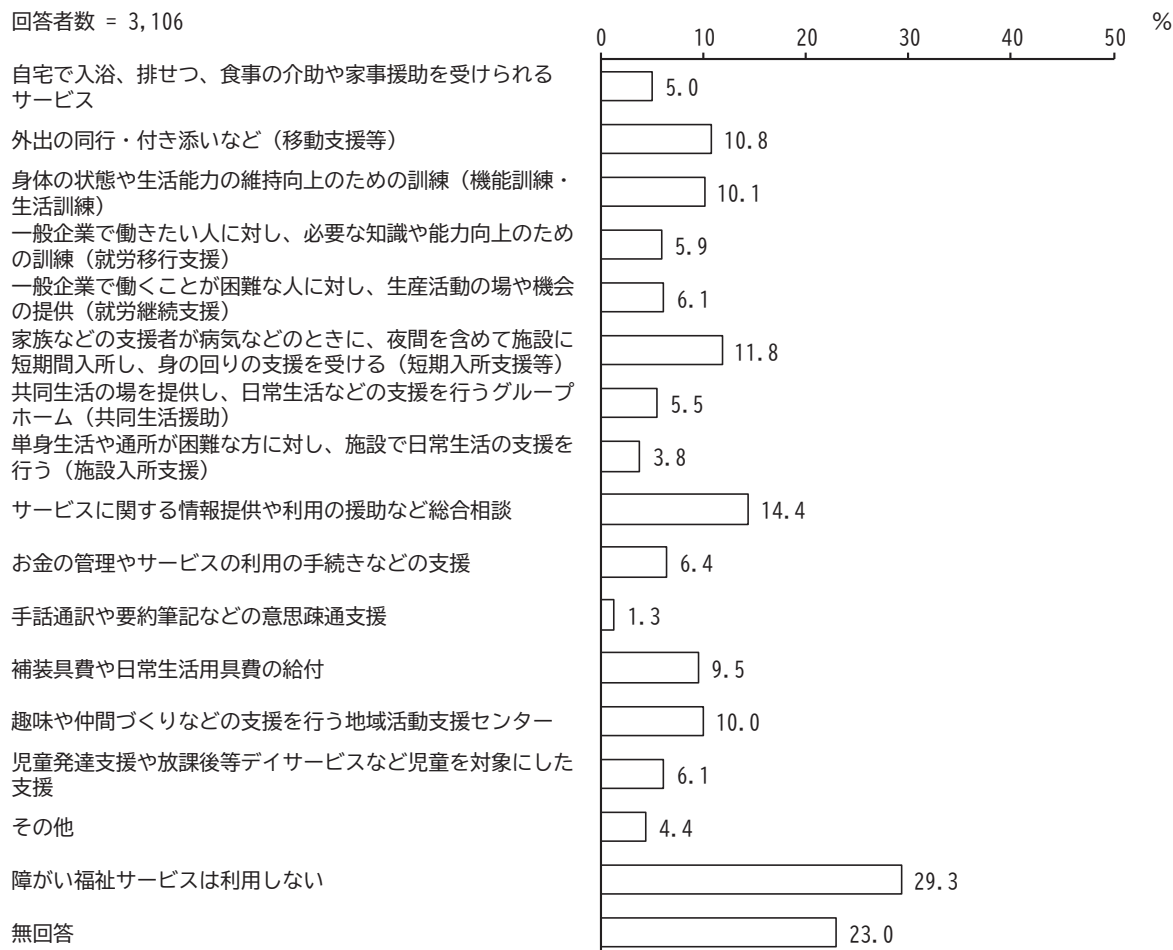 回答者数 = 3,106
%
0 10 20 30 40 50
自宅で入浴、排せつ、食事の介助や家事援助を受けられる
サービス
5.0
外出の同行・付き添いなど（移動支援等）
10.8
身体の状態や生活能力の維持向上のための訓練（機能訓練・
生活訓練）
10.1
一般企業で働きたい人に対し、必要な知識や能力向上のため
の訓練（就労移行支援）
5.9
一般企業で働くことが困難な人に対し、生産活動の場や機会
の提供（就労継続支援）
6.1
家族などの支援者が病気などのときに、夜間を含めて施設に
短期間入所し、身の回りの支援を受ける（短期入所支援等）
11.8
共同生活の場を提供し、日常生活などの支援を行うグループ
ホーム（共同生活援助）
5.5
単身生活や通所が困難な方に対し、施設で日常生活の支援を
行う（施設入所支援）
3.8
サービスに関する情報提供や利用の援助など総合相談
14.4
お金の管理やサービスの利用の手続きなどの支援
6.4
手話通訳や要約筆記などの意思疎通支援
1.3
補装具費や日常生活用具費の給付
9.5
趣味や仲間づくりなどの支援を行う地域活動支援センター
10.0
児童発達支援や放課後等デイサービスなど児童を対象にした
支援
6.1
その他
4.4
障がい福祉サービスは利用しない
29.3
無回答
23.0